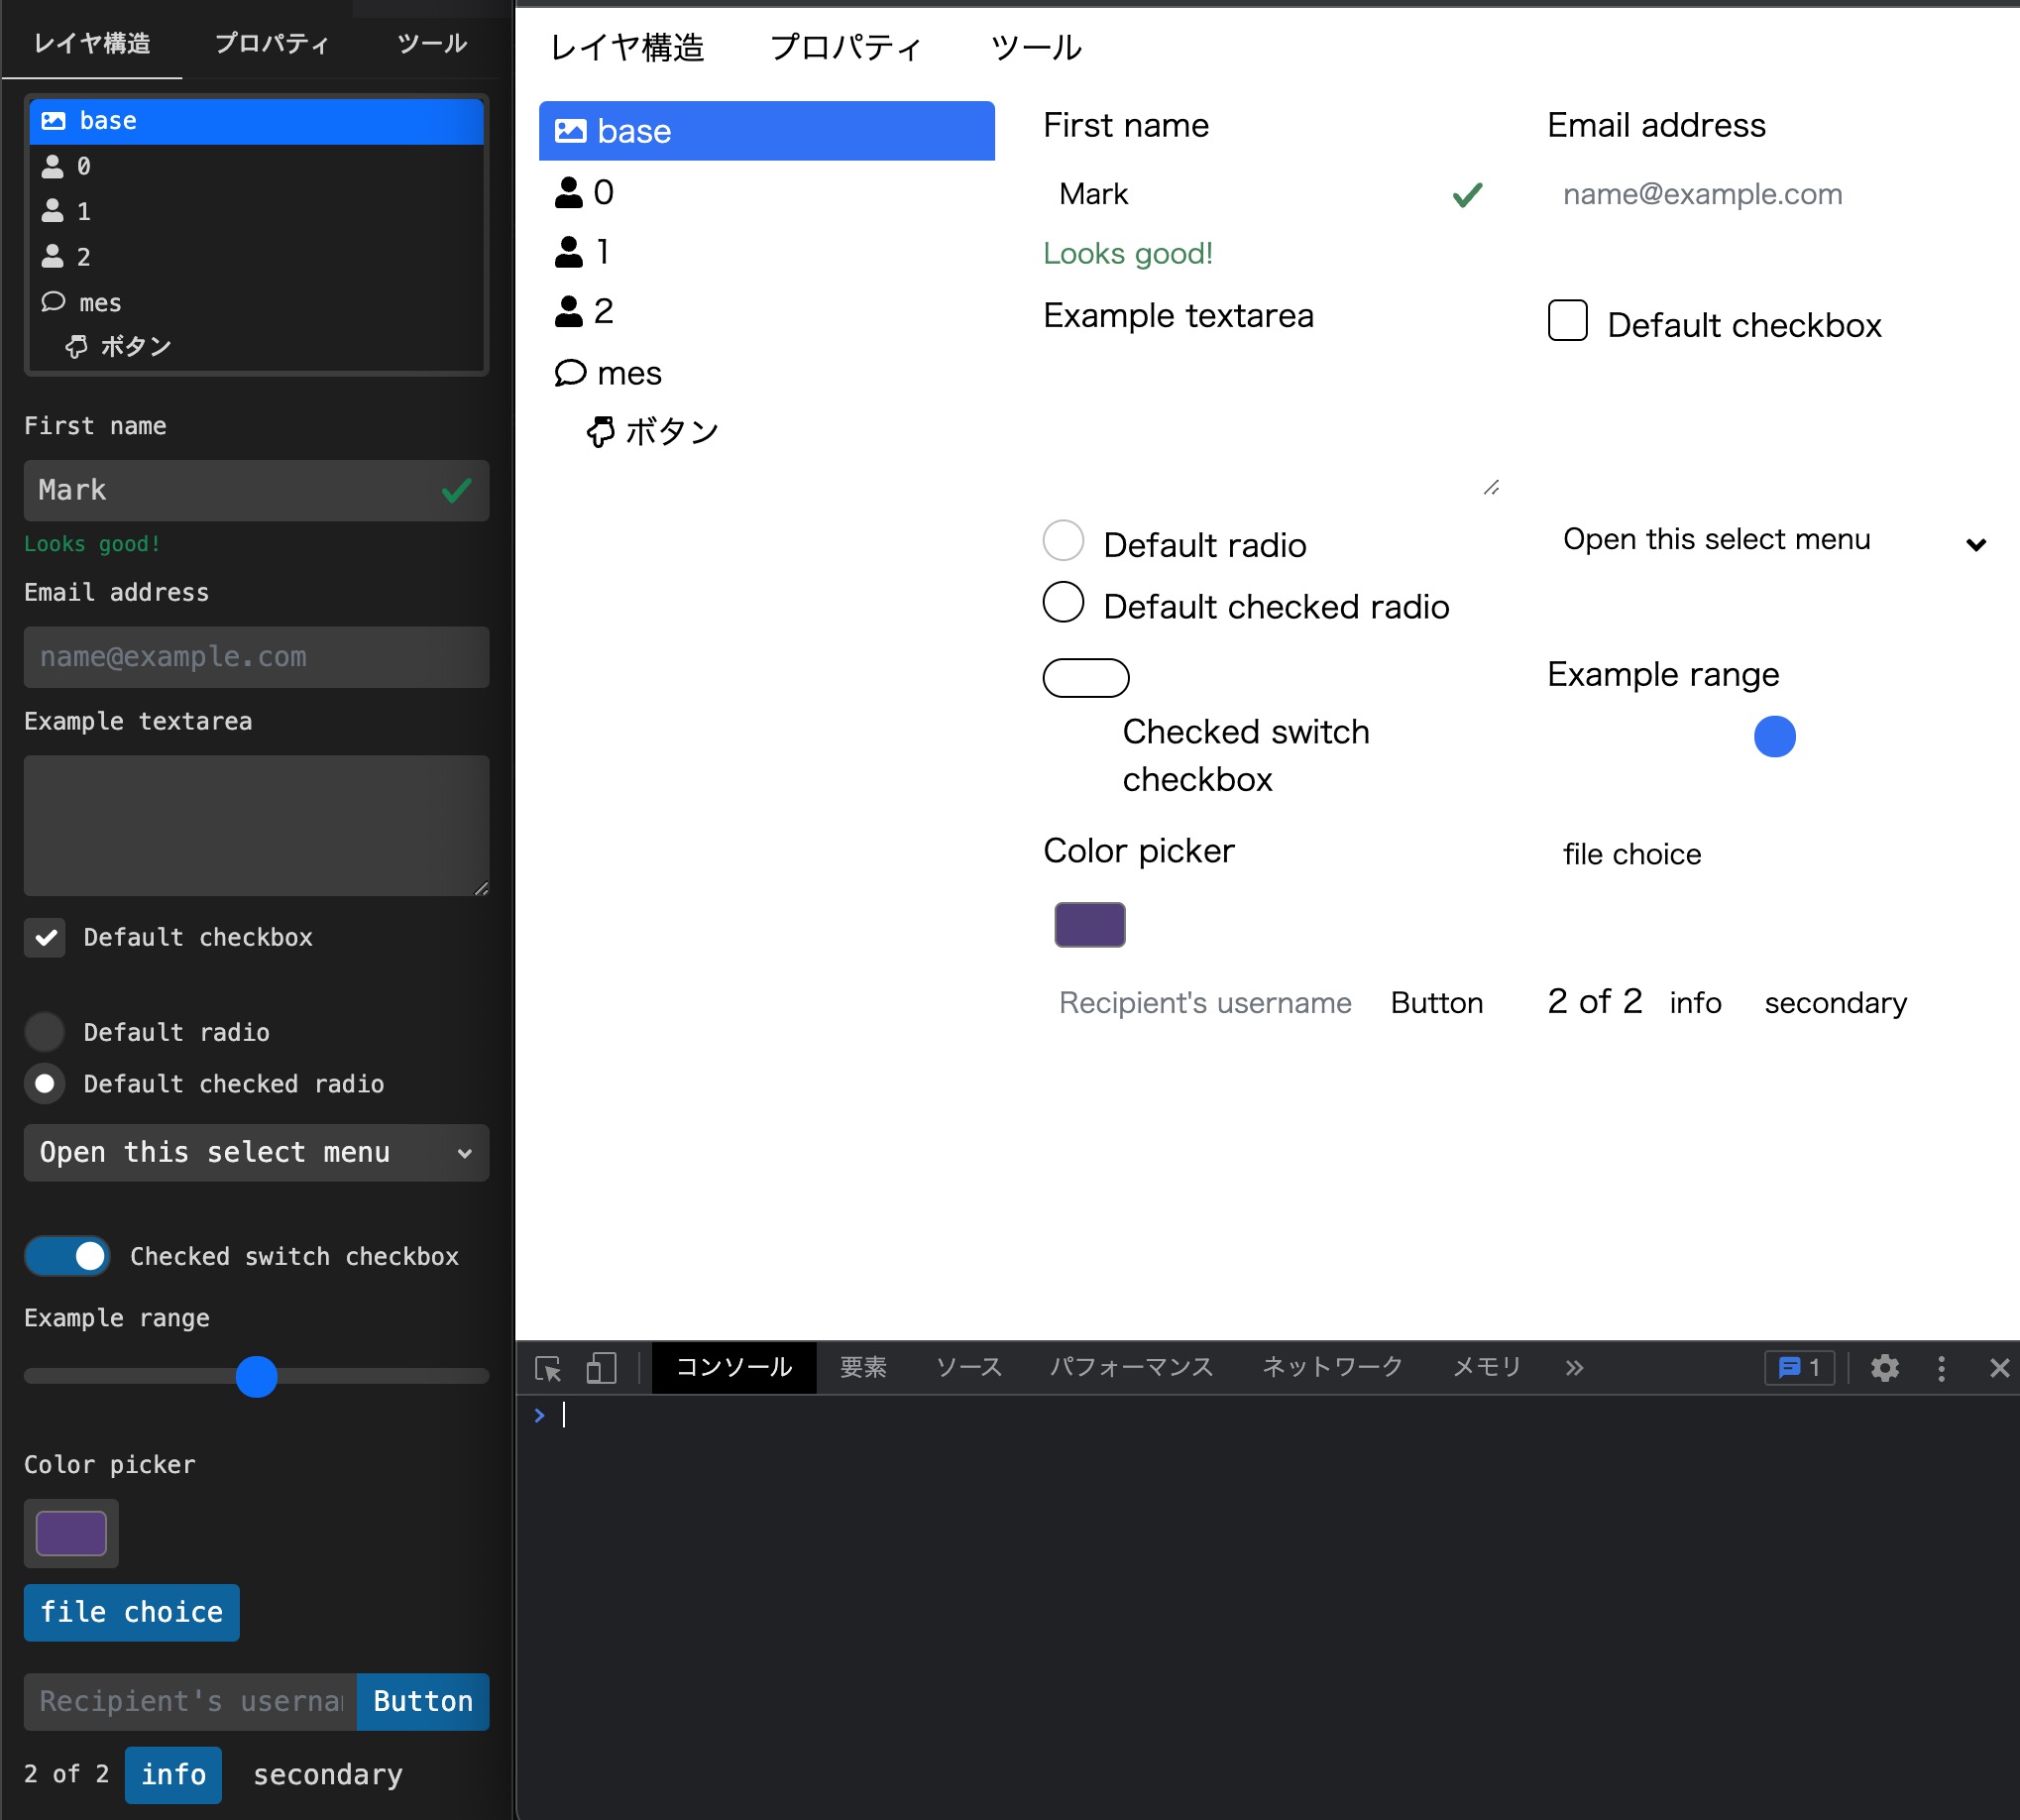 レイヤ構造 プロパティ ツール
base
0
1
2
mes
ボタン
First name
Mark
Looks good!
Email address
name@example.com
Example textarea
Default checkbox
Default radio
Default checked radio
Open this select menu
Checked switch checkbox
Example range
Color picker
file choice
Recipient's userna Button
2 of 2 info secondary
レイヤ構造 プロパティ ツール
base
0
1
2
mes
ボタン
First name
Mark
Looks good!
Email address
name@example.com
Example textarea
Default checkbox
Default radio
Default checked radio
Open this select menu
Checked switch
checkbox
Example range
Color picker
file choice
Recipient's username Button
2 of 2 info secondary
コンソール 要素 ソース パフォーマンス ネットワーク メモリ » 1
›